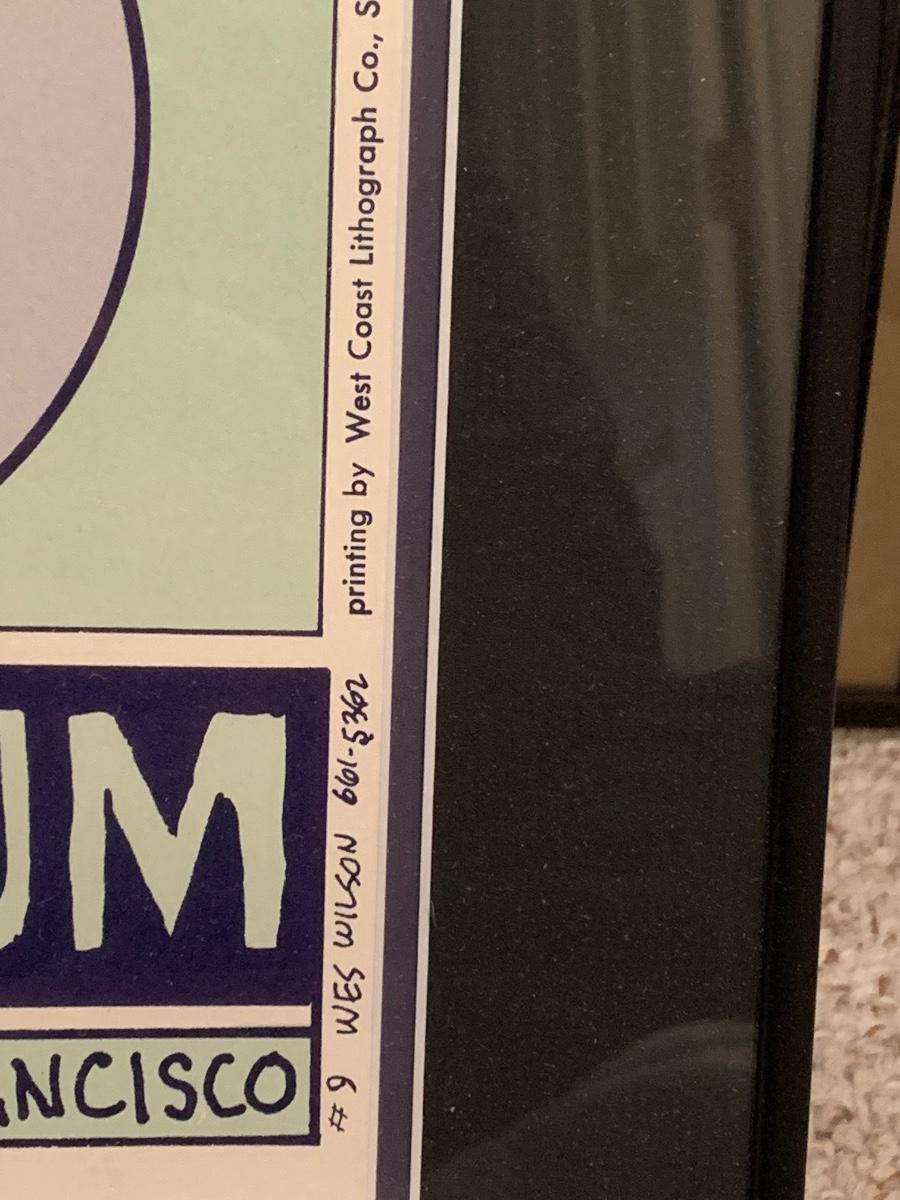 UM
ANCISCO
# 9 WES WILSON 661-5362 printing by West Coast Lithograph Co., S